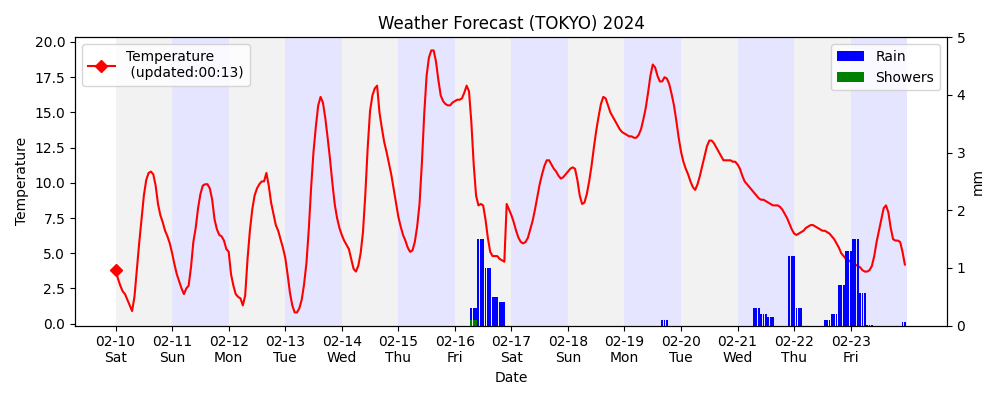 Weather Forecast (TOKYO) 2024
Temperature
(updated:00:13)
Rain
Showers
20.0
17.5
15.0
12.5
10.0
7.5
5.0
2.5
0.0
Temperature
5
4
3
2
1
0
mm
02-10 02-11 02-12 02-13 02-14 02-15 02-16 02-17 02-18 02-19 02-20 02-21 02-22 02-23
Sat Sun Mon Tue Wed Thu Fri Sat Sun Mon Tue Wed Thu Fri
Date